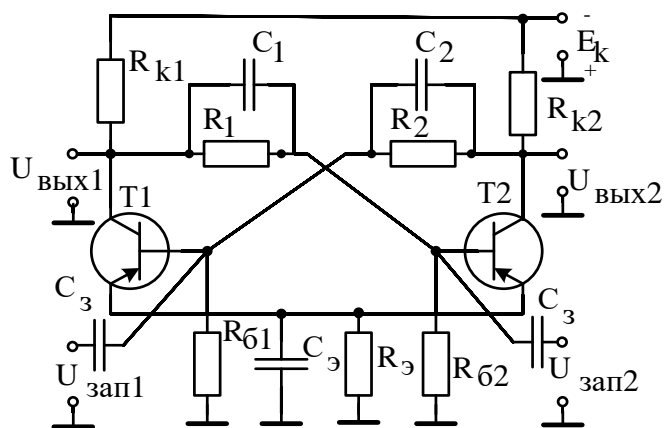 -
C1 C2
Rk1 Ek
+
R1 R2 Rk2
Uвых1 T1 T2 Uвых2
Cз Cз
Rб1 Cэ Rэ Rб2
Uзап1 Uзап2